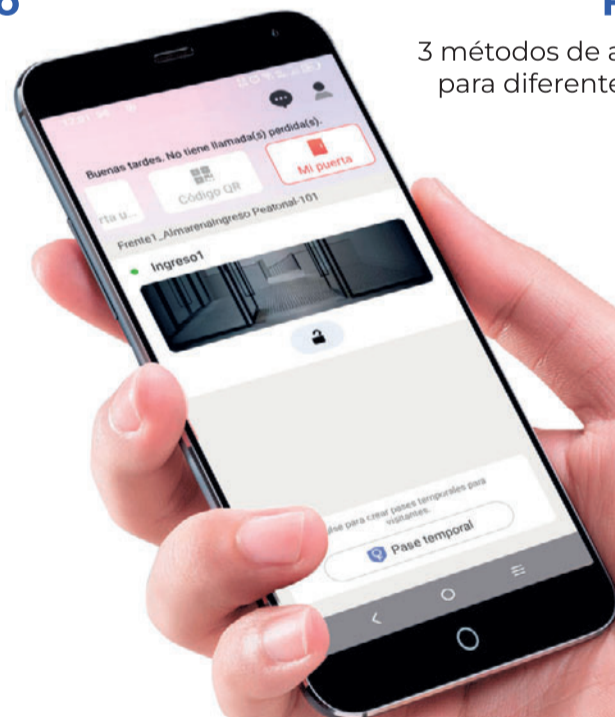 3 métodos de a
para diferente
Buenas tardes. No tiene llamada(s) perdida(s).
rta u...
Código QR
Mi puerta
Frente1_AlmarenaIngreso Peatonal-101
Ingreso1
para crear pases temporales para
visitantes.
Pase temporal